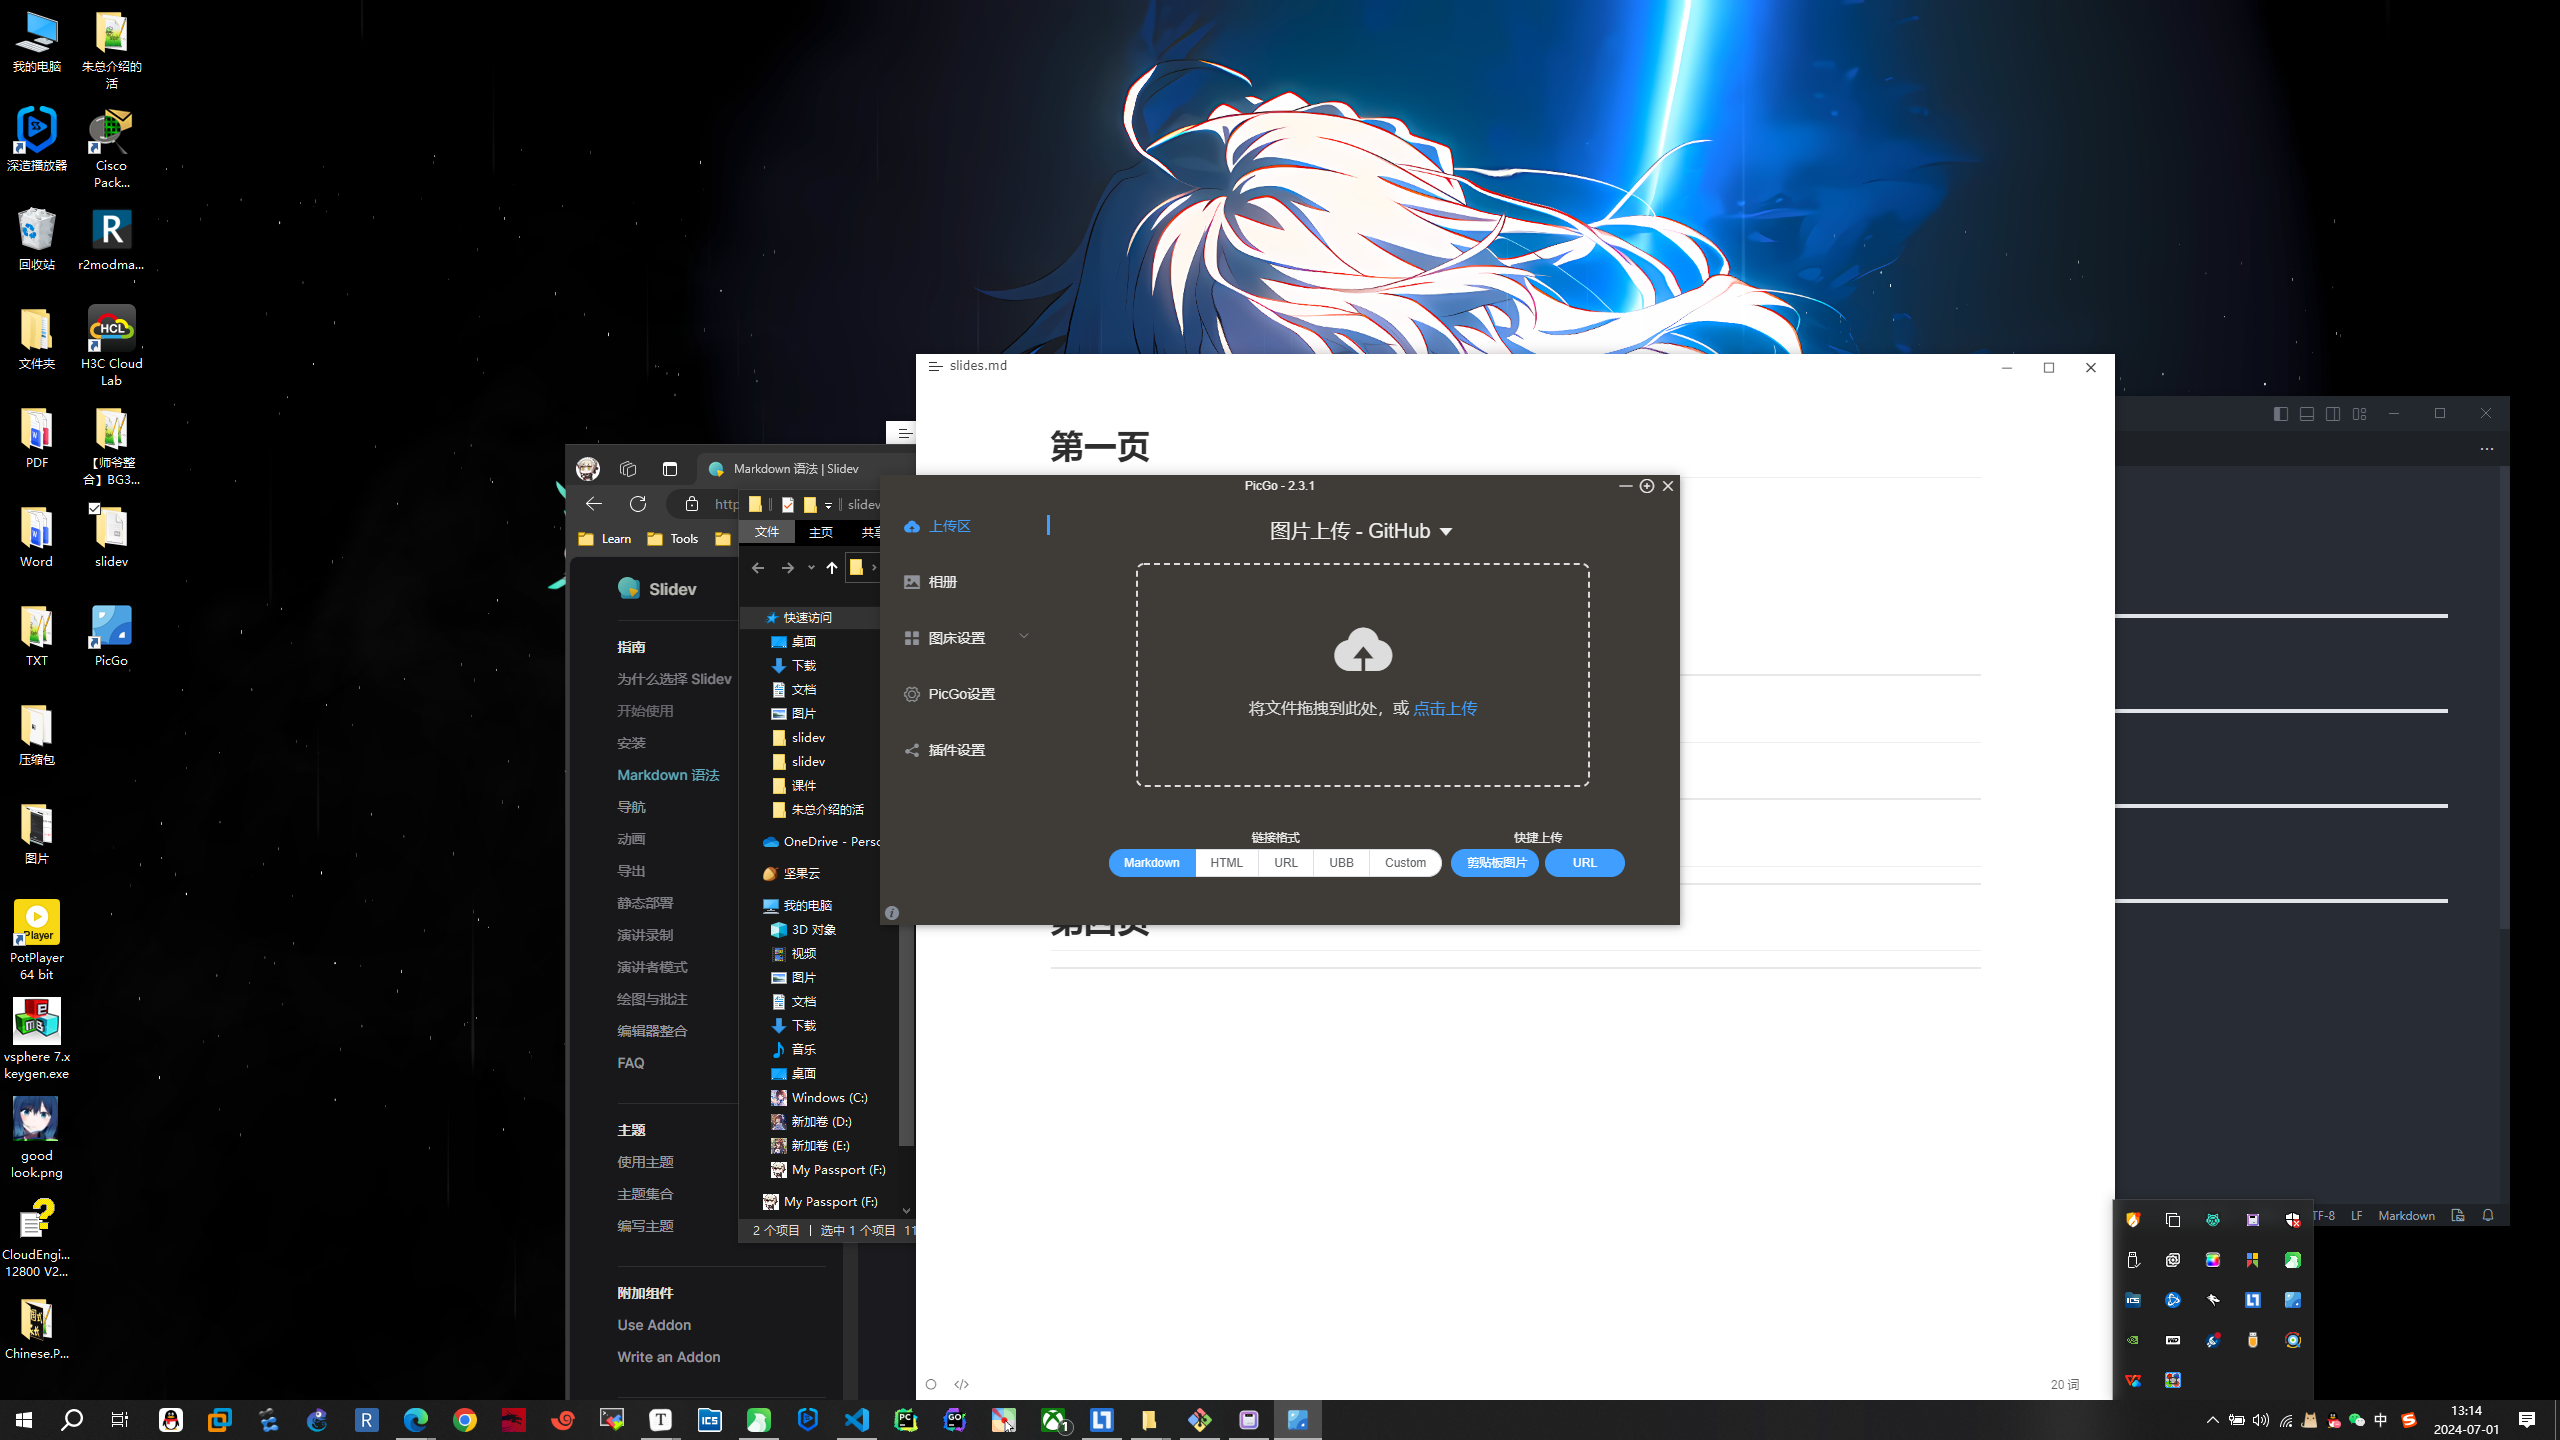 我的电脑
朱总介绍的
活
深造播放器
Cisco
Pack...
回收站
r2modma...
文件夹
H3C Cloud
Lab
PDF
【师爷整
合】BG3...
Word
slidev
TXT
PicGo
压缩包
图片
PotPlayer
64 bit
vsphere 7.x
keygen.exe
good
look.png
CloudEngi...
12800 V2...
Chinese.P...
Markdown 语法 | Slidev
http
Learn
Tools
Slidev
指南
为什么选择 Slidev
开始使用
安装
Markdown 语法
导航
动画
导出
静态部署
演讲录制
演讲者模式
绘图与批注
编辑器整合
FAQ
主题
使用主题
主题集合
编写主题
附加组件
Use Addon
Write an Addon
slidev
文件
主页
快速访问
桌面
下载
文档
图片
slidev
slidev
课件
朱总介绍的活
OneDrive - Perso
坚果云
我的电脑
3D 对象
视频
图片
文档
下载
音乐
桌面
Windows (C:)
新加卷 (D:)
新加卷 (E:)
My Passport (F:)
My Passport (F:)
2 个项目
选中 1 个项目 11
slides.md
第一页
第四页
20 词
PicGo - 2.3.1
上传区
相册
图床设置
PicGo设置
插件设置
图片上传 - GitHub
将文件拖拽到此处，或 点击上传
链接格式
快捷上传
Markdown
HTML
URL
UBB
Custom
剪贴板图片
URL
TF-8
LF
Markdown
中
13:14
2024-07-01